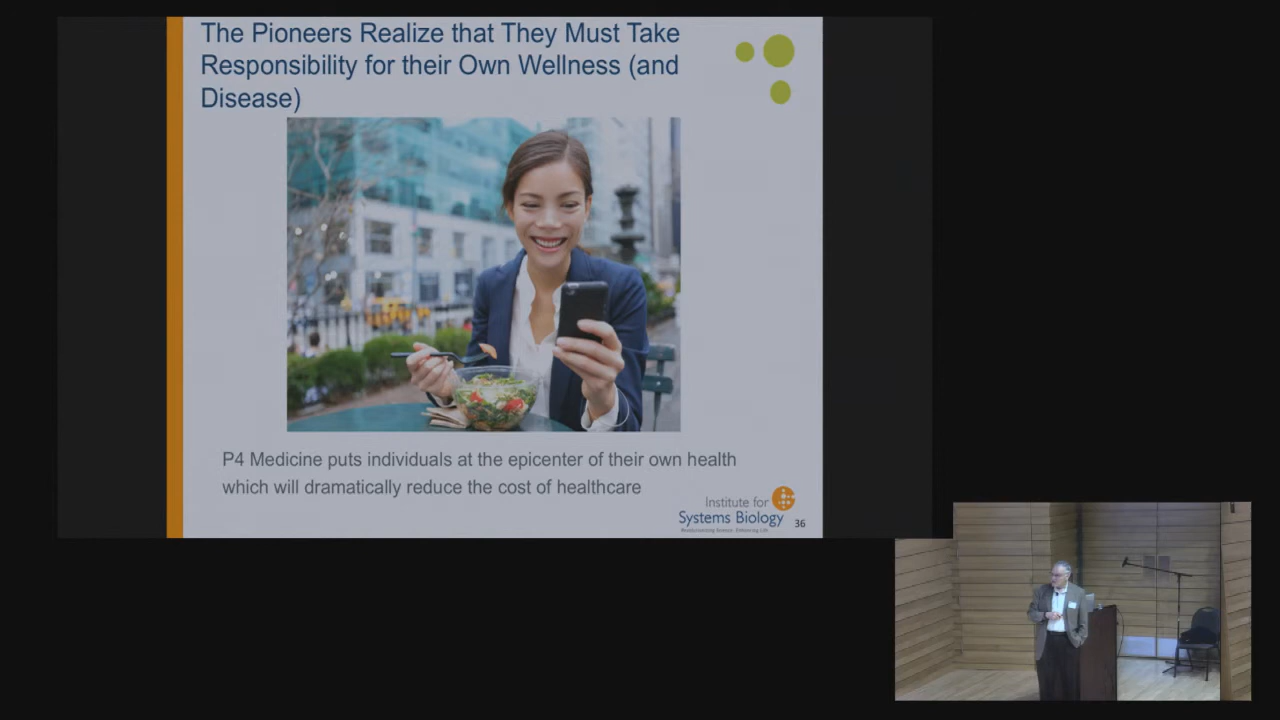 The Pioneers Realize that They Must Take
Responsibility for their Own Wellness (and
Disease)
P4 Medicine puts individuals at the epicenter of their own health
which will dramatically reduce the cost of healthcare
Institute for
Systems Biology
36